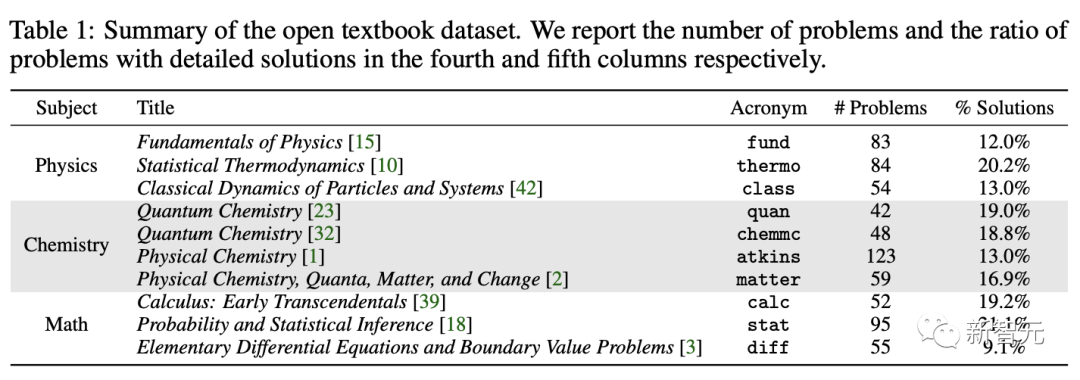 Table 1: Summary of the open textbook dataset. We report the number of problems and the ratio of
problems with detailed solutions in the fourth and fifth columns respectively.
Subject Title Acronym # Problems % Solutions
Fundamentals of Physics [15] fund 83 12.0%
Physics Statistical Thermodynamics [10] thermo 84 20.2%
Classical Dynamics of Particles and Systems [42] class 54 13.0%
Quantum Chemistry [23] quan 42 19.0%
Chemistry Quantum Chemistry [32] chemmc 48 18.8%
Physical Chemistry [1] atkins 123 13.0%
Physical Chemistry, Quanta, Matter, and Change [2] matter 59 16.9%
Calculus: Early Transcendentals [39] calc 52 19.2%
Math Probability and Statistical Inference [18] stat 95 21.1%
Elementary Differential Equations and Boundary Value Problems [3] diff 55 9.1%
新智元